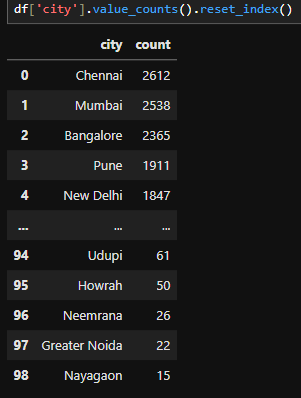 df['city'].value_counts().reset_index()
city count
0 Chennai 2612
1 Mumbai 2538
2 Bangalore 2365
3 Pune 1911
4 New Delhi 1847
... ... ...
94 Udupi 61
95 Howrah 50
96 Neemrana 26
97 Greater Noida 22
98 Nayagaon 15